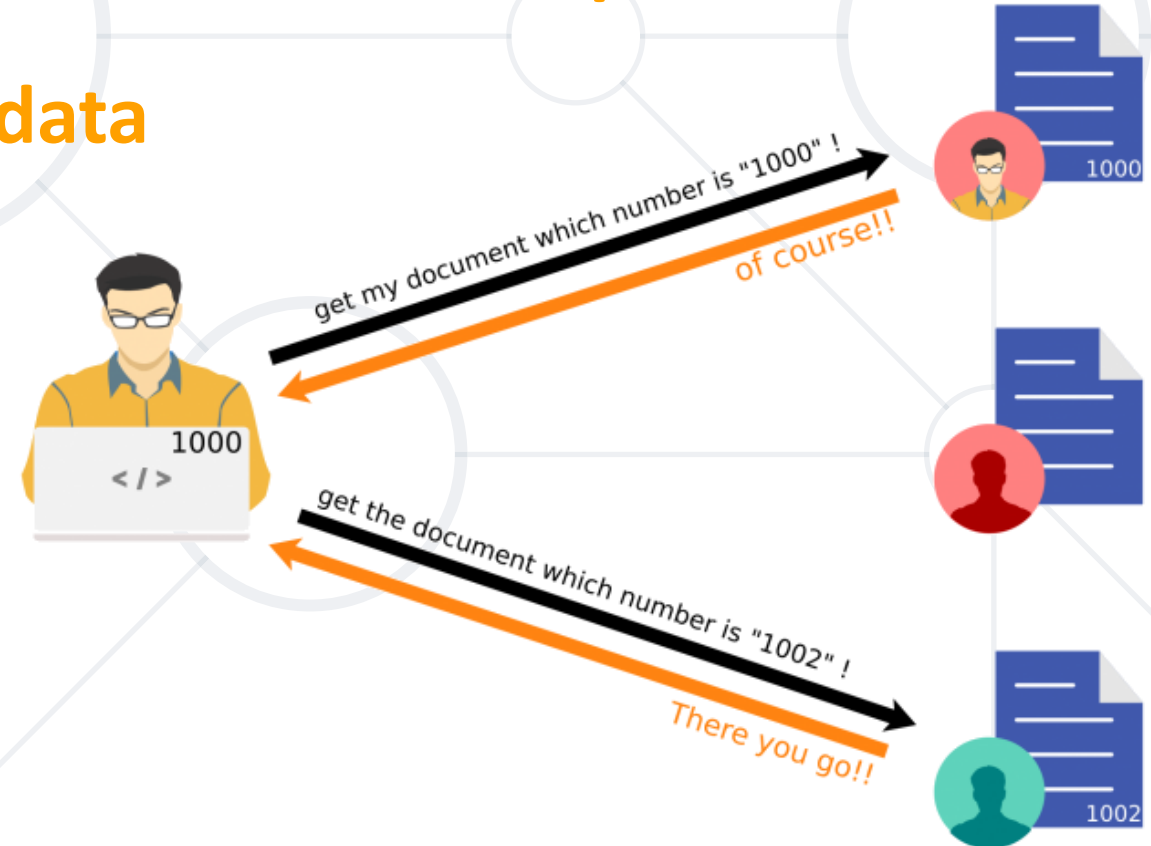 data
get my document which number is "1000" !
of course!!
1000
1000
</>
get the document which number is "1002" !
There you go!!
1002